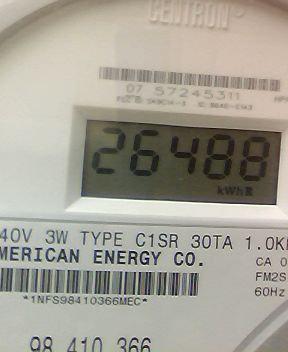 CENTRON®
07 57245311
26488
kWh
40V 3W TYPE C1SR 30TA 1.0K
MERICAN ENERGY CO.
CA 0
FM2S
60Hz
*1NFS98410366MEC*
98 410 366